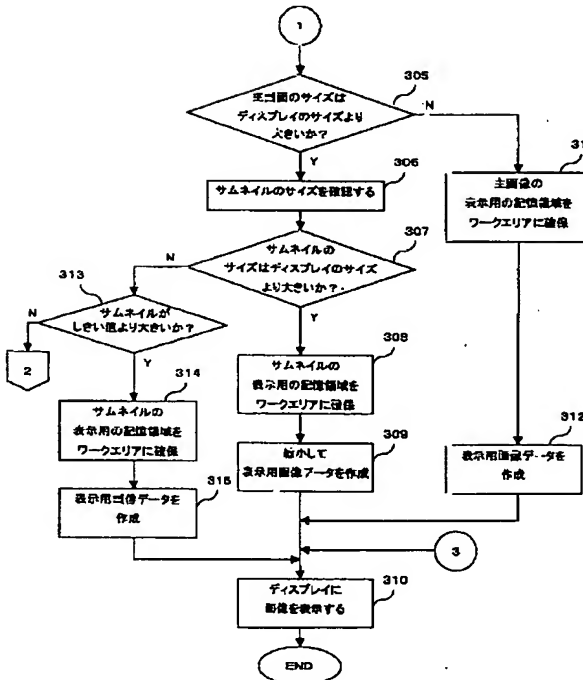 1
305
主画面のサイズは
ディスプレイのサイズより
大きいか?
N
Y
306
サムネイルのサイズを確認する
31
主画像の
表示用の記憶領域を
ワークエリアに確保
307
サムネイルの
サイズはディスプレイのサイズ
より大きいか?
N
Y
313
サムネイルが
しきい値より大きいか?
N
Y
2
308
サムネイルの
表示用の記憶領域を
ワークエリアに確保
314
サムネイルの
表示用の記憶領域を
ワークエリアに確保
309
縮小して
表示用画像データを作成
312
表示用画像データを
作成
315
表示用画像データを
作成
3
310
ディスプレイに
画像を表示する
END